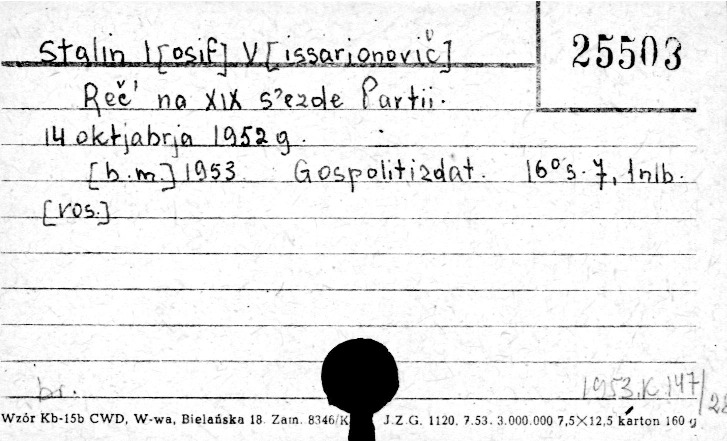 Stalin I[osif] V[issarionovič]
25503
Reč' na XIX s"ezde Partii.
14 oktjabrja 1952 g.
[b.m.] 1953 Gospolitizdat. 16° s. 7, 1nlb.
[ros.]
br.
1953.K.147/22
Wzór Kb-15b CWD, W-wa, Bielańska 18. Zam. 8346/K J.Z.G. 1120. 7.53. 3.000.000 7,5×12,5 karton 160 g